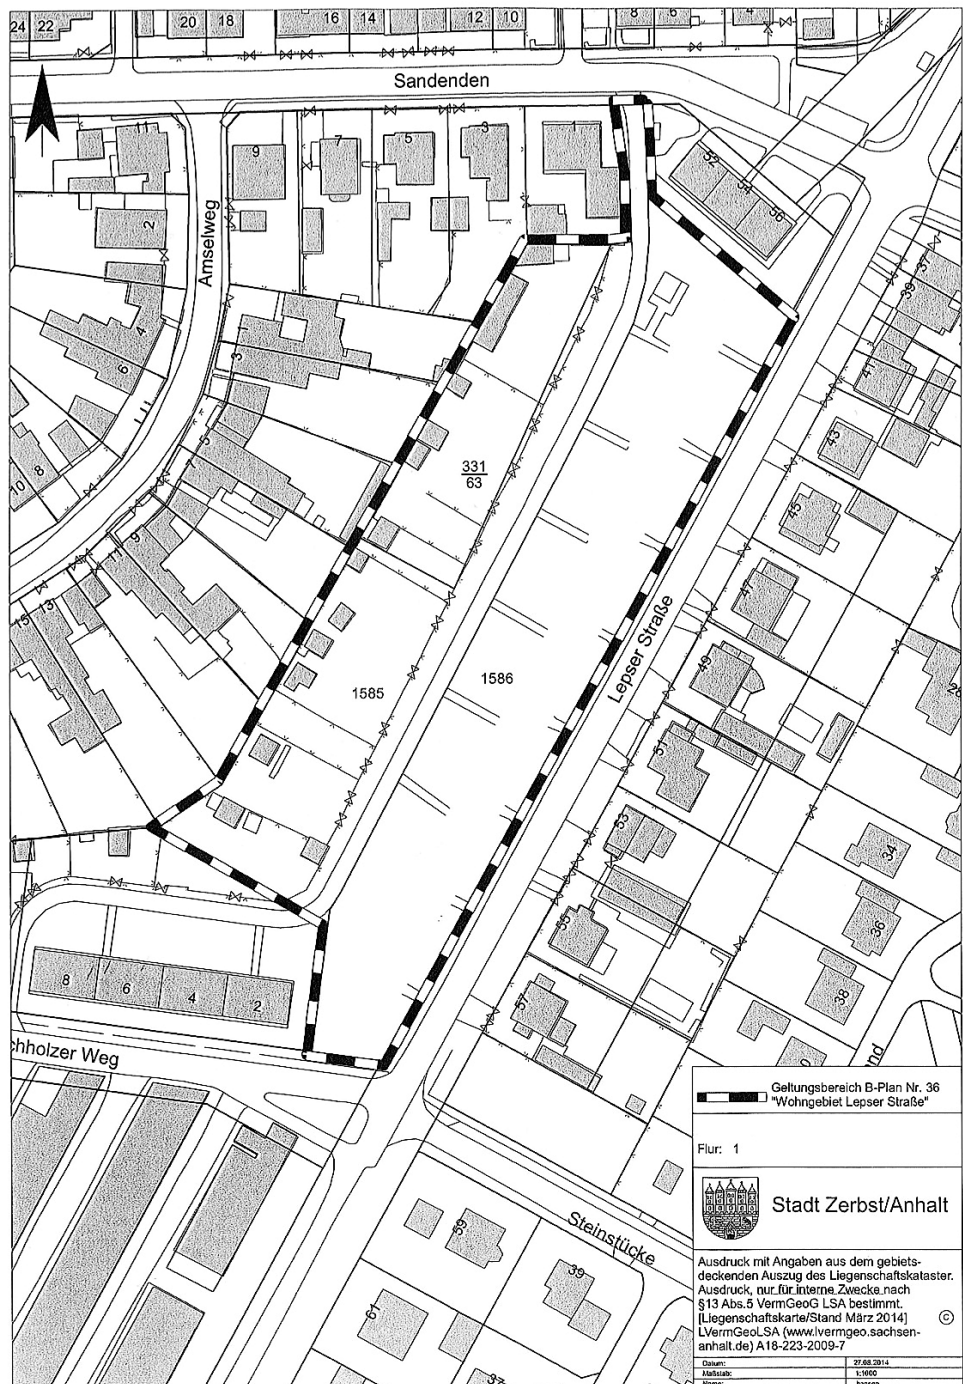 24 22
20 18
16 14
12 10
8 6
4
Sandenden
11
9
7
5
3
1
52
54
56
2
Amselweg
37
39
41
43
45
47
49
51
53
55
57
4
6
8
10
1
3
5
7
9
11
13
15
331
63
1585
1586
Lepser Straße
28
34
36
38
8 6 4 2
chholzer Weg
Steinstücke
59
61
39
37
Geltungsbereich B-Plan Nr. 36
"Wohngebiet Lepser Straße"
Flur: 1
Stadt Zerbst/Anhalt
Ausdruck mit Angaben aus dem gebiets-
deckenden Auszug des Liegenschaftskataster.
Ausdruck, nur für interne Zwecke nach
§13 Abs.5 VermGeoG LSA bestimmt.
[Liegenschaftskarte/Stand März 2014]
LVermGeoLSA (www.lvermgeo.sachsen-
anhalt.de) A18-223-2009-7
©
Datum: 27.08.2014
Maßstab: 1:1000